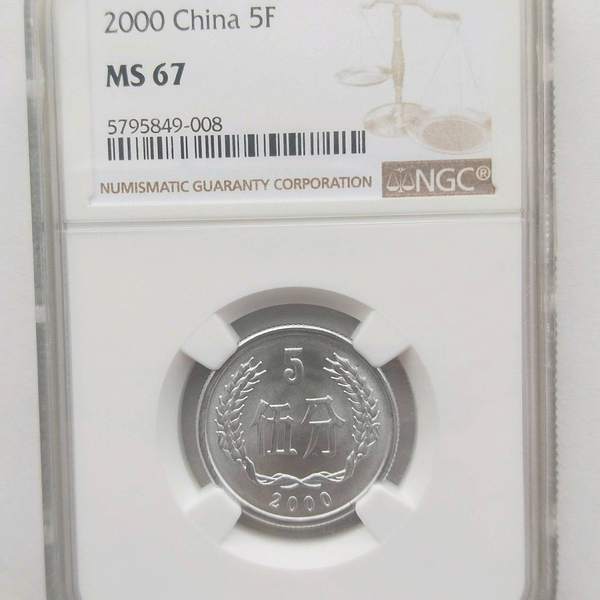 2000 China 5F
MS 67
5795849-008
NUMISMATIC GUARANTY CORPORATION
NGC®
5
伍分
2000